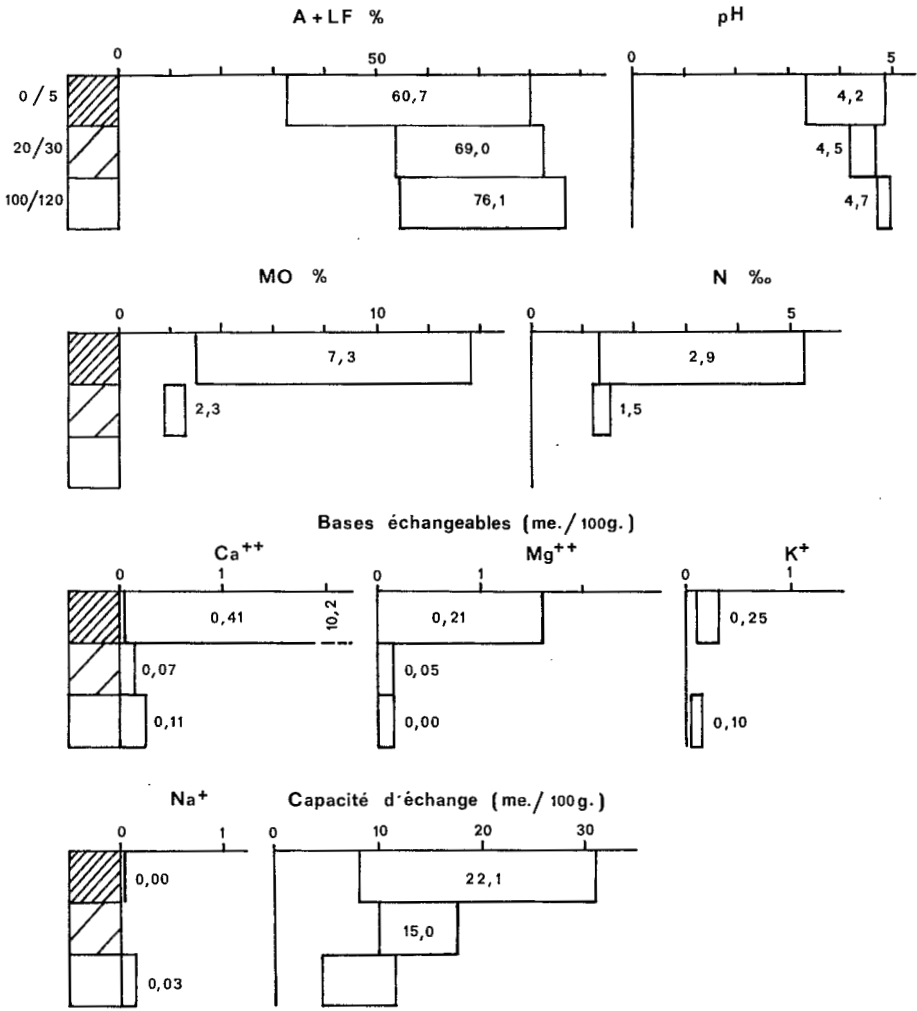 A + LF % pH
0 50 0 5
0 / 5 60,7 4,2
20/30 69,0 4,5
100/120 76,1 4,7
MO % N ‰
0 10 0 5
7,3 2,9
2,3 1,5
Bases échangeables (me./100g.)
Ca++ Mg++ K+
0 1 0 1 0 1
0,41 10,2 0,21 0,25
0,07 0,05
0,11 0,00 0,10
Na+ Capacité d'échange (me./100g.)
0 1 0 10 20 30
0,00 22,1
15,0
0,03